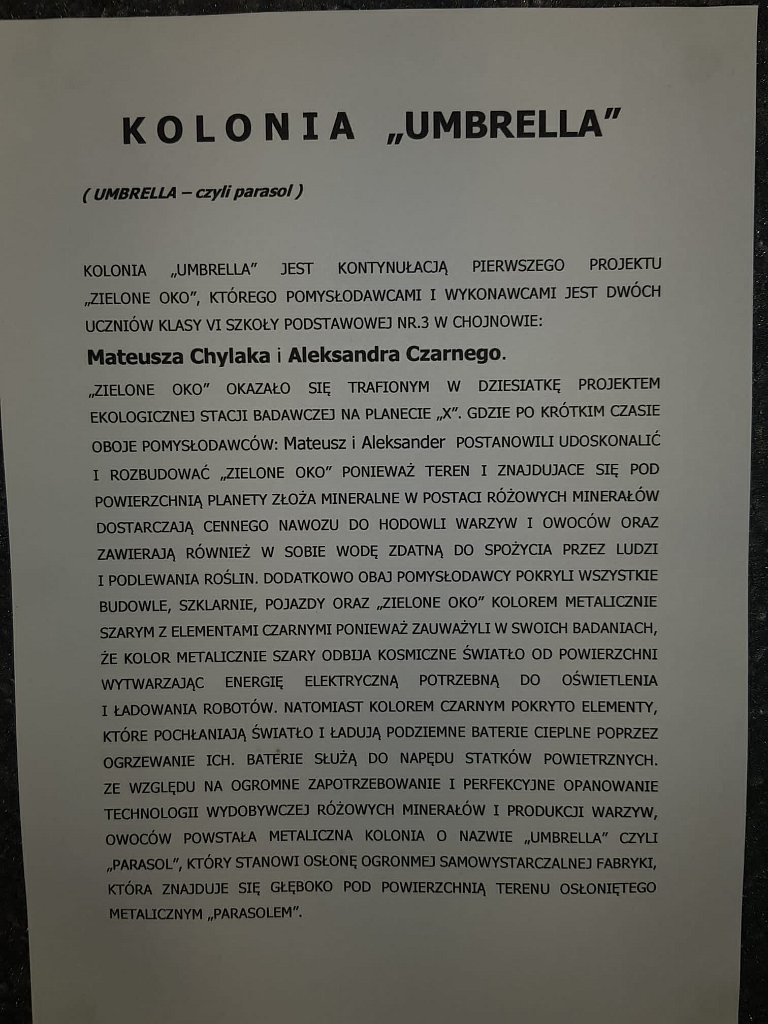 KOLONIA „UMBRELLA”
( UMBRELLA – czyli parasol )
KOLONIA „UMBRELLA” JEST KONTYNUŁACJĄ PIERWSZEGO PROJEKTU
„ZIELONE OKO”, KTÓREGO POMYSŁODAWCAMI I WYKONAWCAMI JEST DWÓCH
UCZNIÓW KLASY VI SZKOŁY PODSTAWOWEJ NR.3 W CHOJNOWIE:
Mateusza Chylaka i Aleksandra Czarnego.
„ZIELONE OKO” OKAZAŁO SIĘ TRAFIONYM W DZIESIATKĘ PROJEKTEM
EKOLOGICZNEJ STACJI BADAWCZEJ NA PLANECIE „X”. GDZIE PO KRÓTKIM CZASIE
OBOJE POMYSŁODAWCÓW: Mateusz i Aleksander POSTANOWILI UDOSKONALIĆ
I ROZBUDOWAĆ „ZIELONE OKO” PONIEWAŻ TEREN I ZNAJDUJACE SIĘ POD
POWIERZCHNIĄ PLANETY ZŁOŻA MINERALNE W POSTACI RÓŻOWYCH MINERAŁÓW
DOSTARCZAJĄ CENNEGO NAWOZU DO HODOWLI WARZYW I OWOCÓW ORAZ
ZAWIERAJĄ RÓWNIEŻ W SOBIE WODĘ ZDATNĄ DO SPOŻYCIA PRZEZ LUDZI
I PODLEWANIA ROŚLIN. DODATKOWO OBAJ POMYSŁODAWCY POKRYLI WSZYSTKIE
BUDOWLE, SZKLARNIE, POJAZDY ORAZ „ZIELONE OKO” KOLOREM METALICZNIE
SZARYM Z ELEMENTAMI CZARNYMI PONIEWAŻ ZAUWAŻYLI W SWOICH BADANIACH,
ŻE KOLOR METALICZNIE SZARY ODBIJA KOSMICZNE ŚWIATŁO OD POWIERZCHNI
WYTWARZAJĄC ENERGIĘ ELEKTRYCZNĄ POTRZEBNĄ DO OŚWIETLENIA
I ŁADOWANIA ROBOTÓW. NATOMIAST KOLOREM CZARNYM POKRYTO ELEMENTY,
KTÓRE POCHŁANIAJĄ ŚWIATŁO I ŁADUJĄ PODZIEMNE BATERIE CIEPLNE POPRZEZ
OGRZEWANIE ICH. BATERIE SŁUŻĄ DO NAPĘDU STATKÓW POWIETRZNYCH.
ZE WZGLĘDU NA OGROMNE ZAPOTRZEBOWANIE I PERFEKCYJNE OPANOWANIE
TECHNOLOGII WYDOBYWCZEJ RÓŻOWYCH MINERAŁÓW I PRODUKCJI WARZYW,
OWOCÓW POWSTAŁA METALICZNA KOLONIA O NAZWIE „UMBRELLA” CZYLI
„PARASOL”, KTÓRY STANOWI OSŁONĘ OGRONMEJ SAMOWYSTARCZALNEJ FABRYKI,
KTÓRA ZNAJDUJE SIĘ GŁĘBOKO POD POWIERZCHNIĄ TERENU OSŁONIĘTEGO
METALICZNYM „PARASOLEM”.